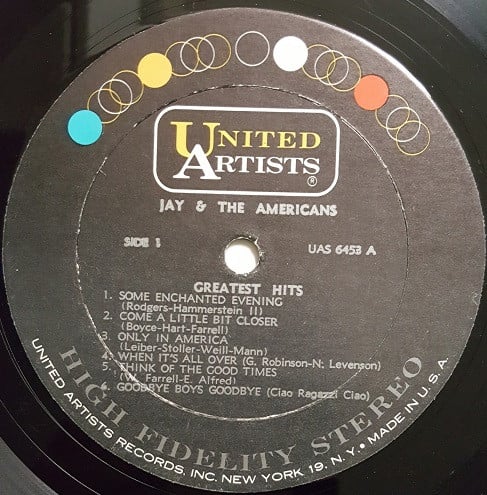 UNITED
ARTISTS
®
JAY & THE AMERICANS
SIDE 1
UAS 6453 A
GREATEST HITS
1. SOME ENCHANTED EVENING
(Rodgers-Hammerstein II)
2. COME A LITTLE BIT CLOSER
(Boyce-Hart-Farrell)
3. ONLY IN AMERICA
(Leiber-Stoller-Weill-Mann)
4. WHEN IT'S ALL OVER (G. Robinson-N. Levenson)
5. THINK OF THE GOOD TIMES
(W. Farrell-E. Alfred)
6. GOODBYE BOYS GOODBYE (Ciao Ragazzi Ciao)
HIGH FIDELITY STEREO
UNITED ARTISTS RECORDS, INC. NEW YORK 19, N.Y. • MADE IN U.S.A.